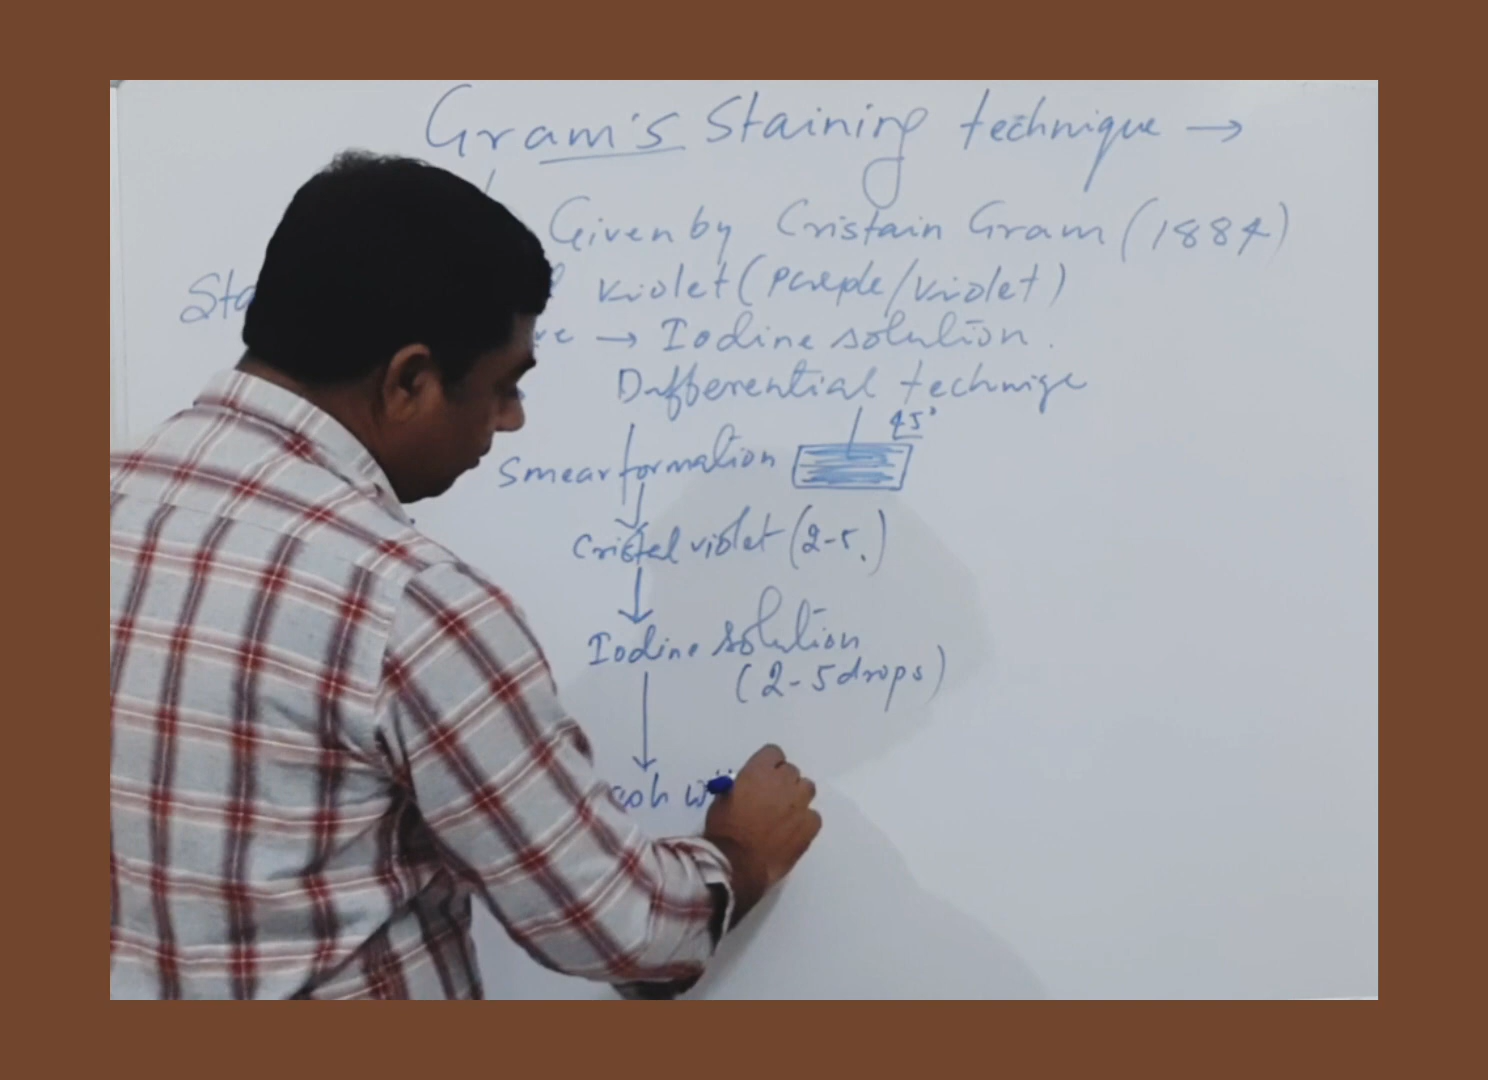 Gram's Staining technique →
Given by Cristain Gram (1884)
violet (purple/violet)
→ Iodine solution.
Differential technige
45°
Smear formation
Cristal violet (2-5.)
Iodine solution
(2-5 drops)